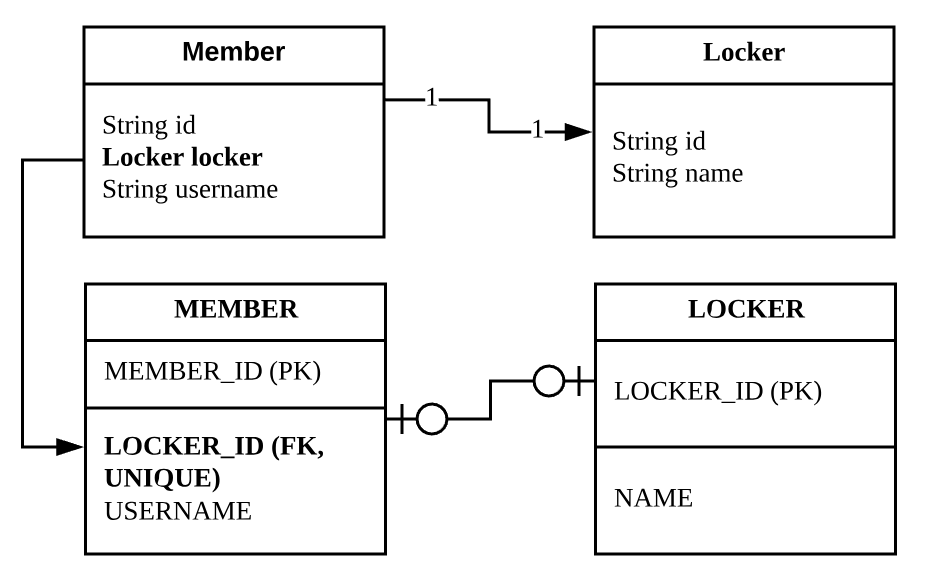 Member
String id
Locker locker
String username
1
1
Locker
String id
String name
MEMBER
MEMBER_ID (PK)
LOCKER_ID (FK,
UNIQUE)
USERNAME
LOCKER
LOCKER_ID (PK)
NAME